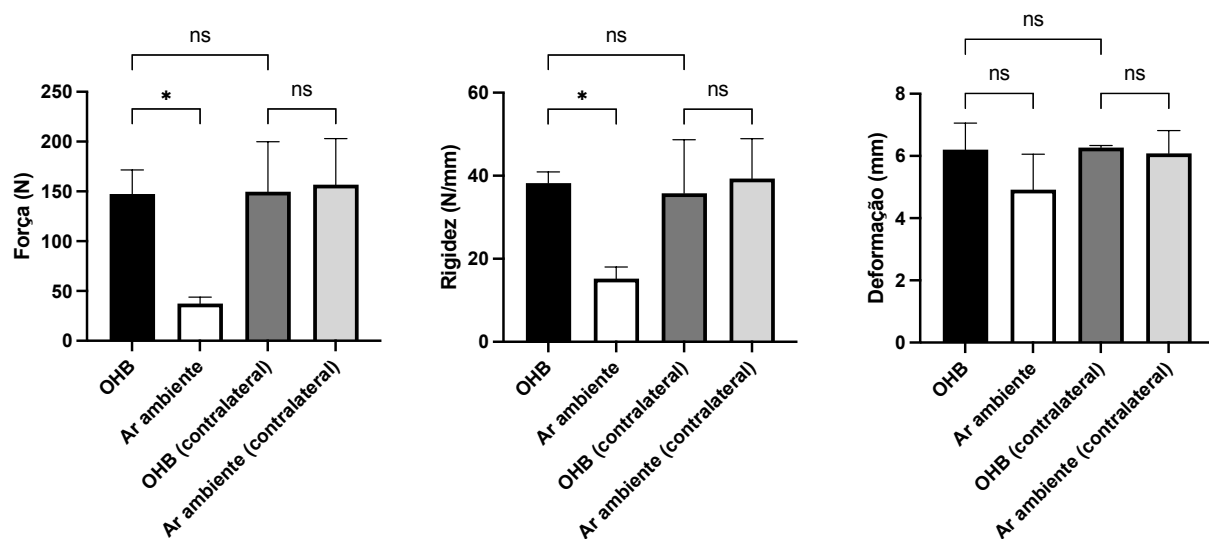 ns
*
ns
Força (N)
250
200
150
100
50
0
OHB
Ar ambiente
OHB (contralateral)
Ar ambiente (contralateral)
ns
*
ns
Rigidez (N/mm)
60
40
20
0
OHB
Ar ambiente
OHB (contralateral)
Ar ambiente (contralateral)
ns
ns
ns
Deformação (mm)
8
6
4
2
0
OHB
Ar ambiente
OHB (contralateral)
Ar ambiente (contralateral)